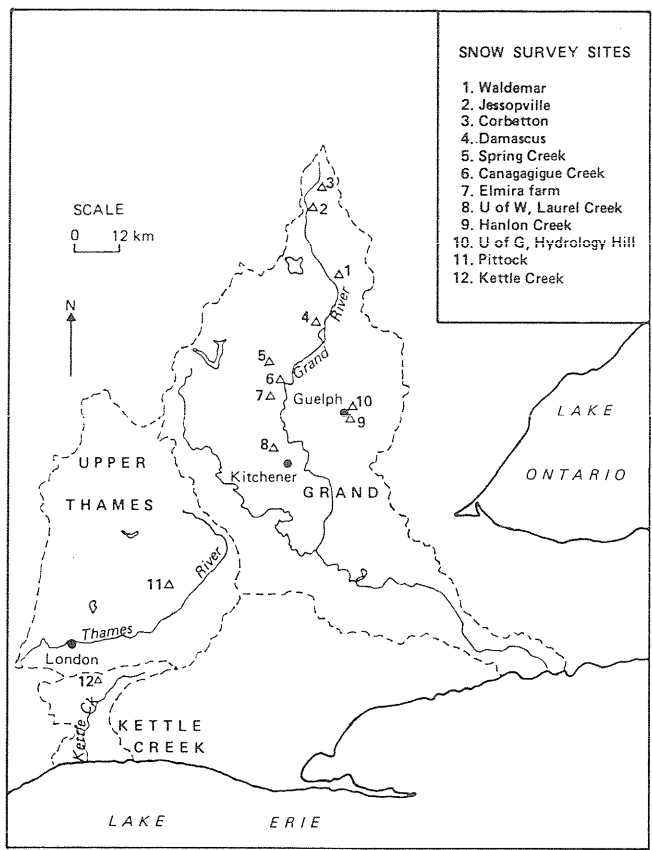 SNOW SURVEY SITES
1. Waldemar
2. Jessopville
3. Corbetton
4. Damascus
5. Spring Creek
6. Canagagigue Creek
7. Elmira farm
8. U of W, Laurel Creek
9. Hanlon Creek
10. U of G, Hydrology Hill
11. Pittock
12. Kettle Creek
SCALE
0 12 km
N
3
2
1
4
River
Grand
5
6
7
Guelph
10
9
8
Kitchener
GRAND
LAKE
ONTARIO
UPPER
THAMES
River
11
Thames
London
12
Kettle Ck
KETTLE
CREEK
LAKE ERIE